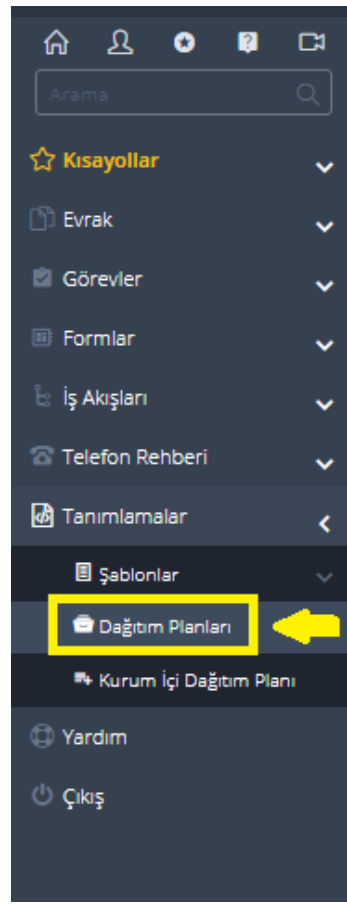 Arama
Kısayollar
Evrak
Görevler
Formlar
İş Akışları
Telefon Rehberi
Tanımlamalar
Şablonlar
Dağıtım Planları
Kurum İçi Dağıtım Planı
Yardım
Çıkış